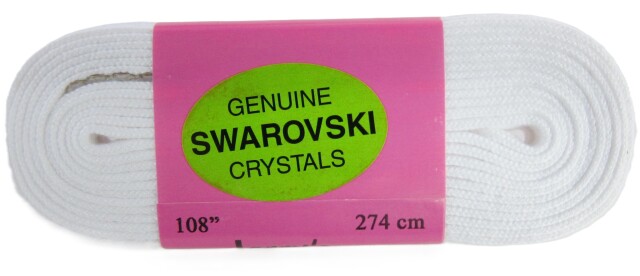 GENUINE
SWAROVSKI
CRYSTALS
108” 274 cm